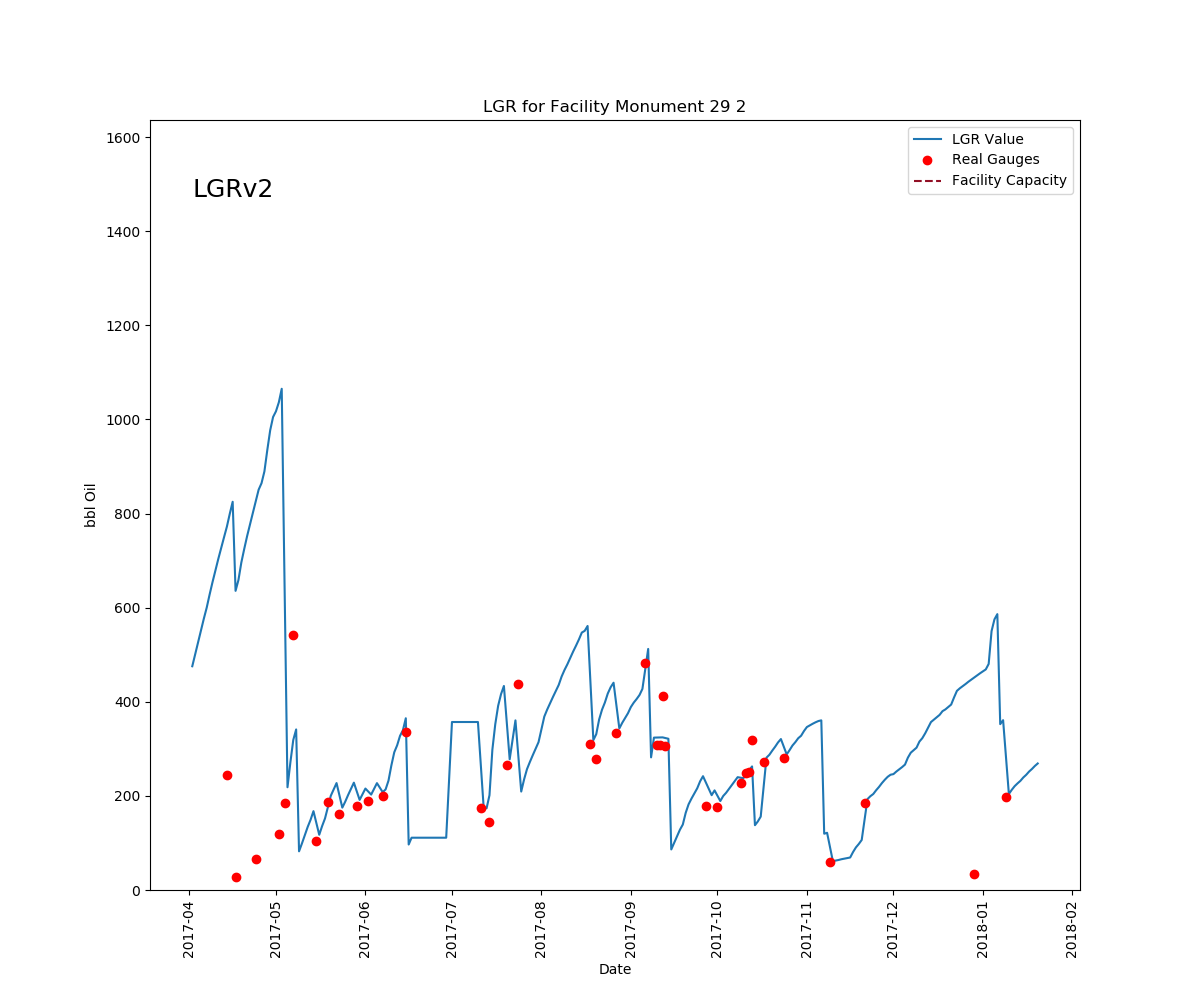 LGR for Facility Monument 29 2
LGRv2
LGR Value
Real Gauges
Facility Capacity
bbl Oil
1600
1400
1200
1000
800
600
400
200
0
2017-04
2017-05
2017-06
2017-07
2017-08
2017-09
2017-10
2017-11
2017-12
2018-01
2018-02
Date